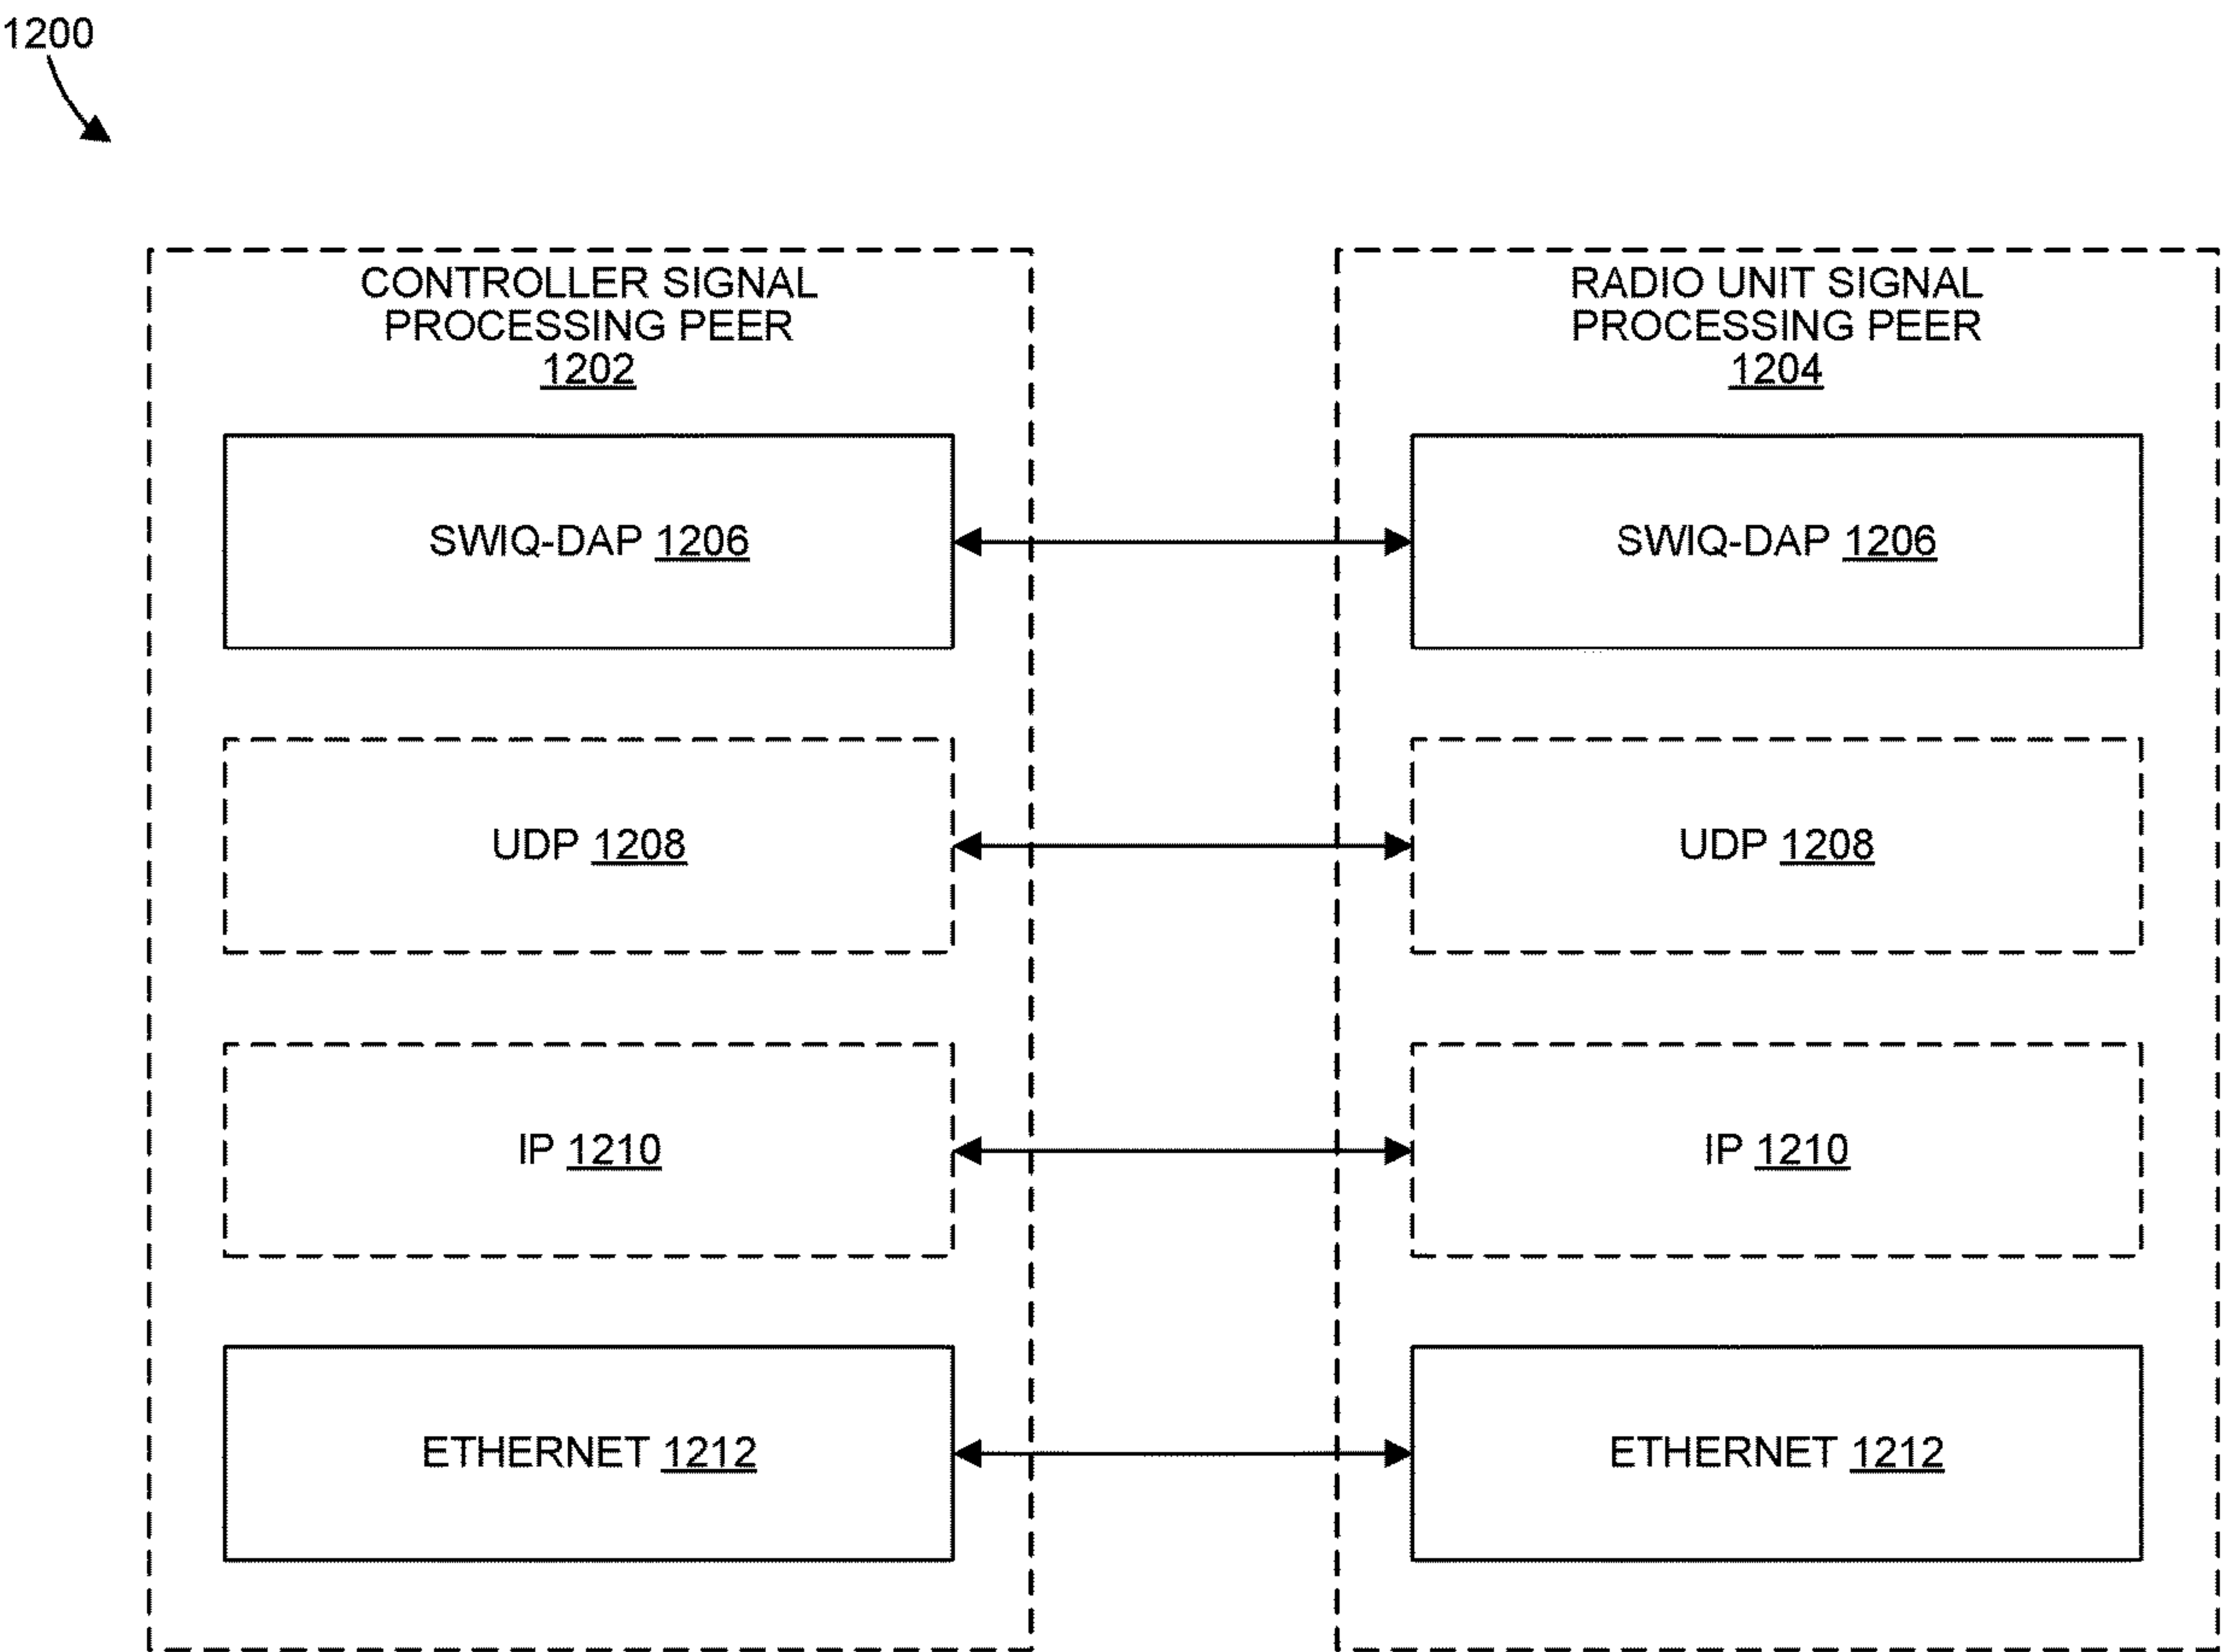 1200
CONTROLLER SIGNAL
PROCESSING PEER
1202
SWIQ-DAP 1206
UDP 1208
IP 1210
ETHERNET 1212
RADIO UNIT SIGNAL
PROCESSING PEER
1204
SWIQ-DAP 1206
UDP 1208
IP 1210
ETHERNET 1212